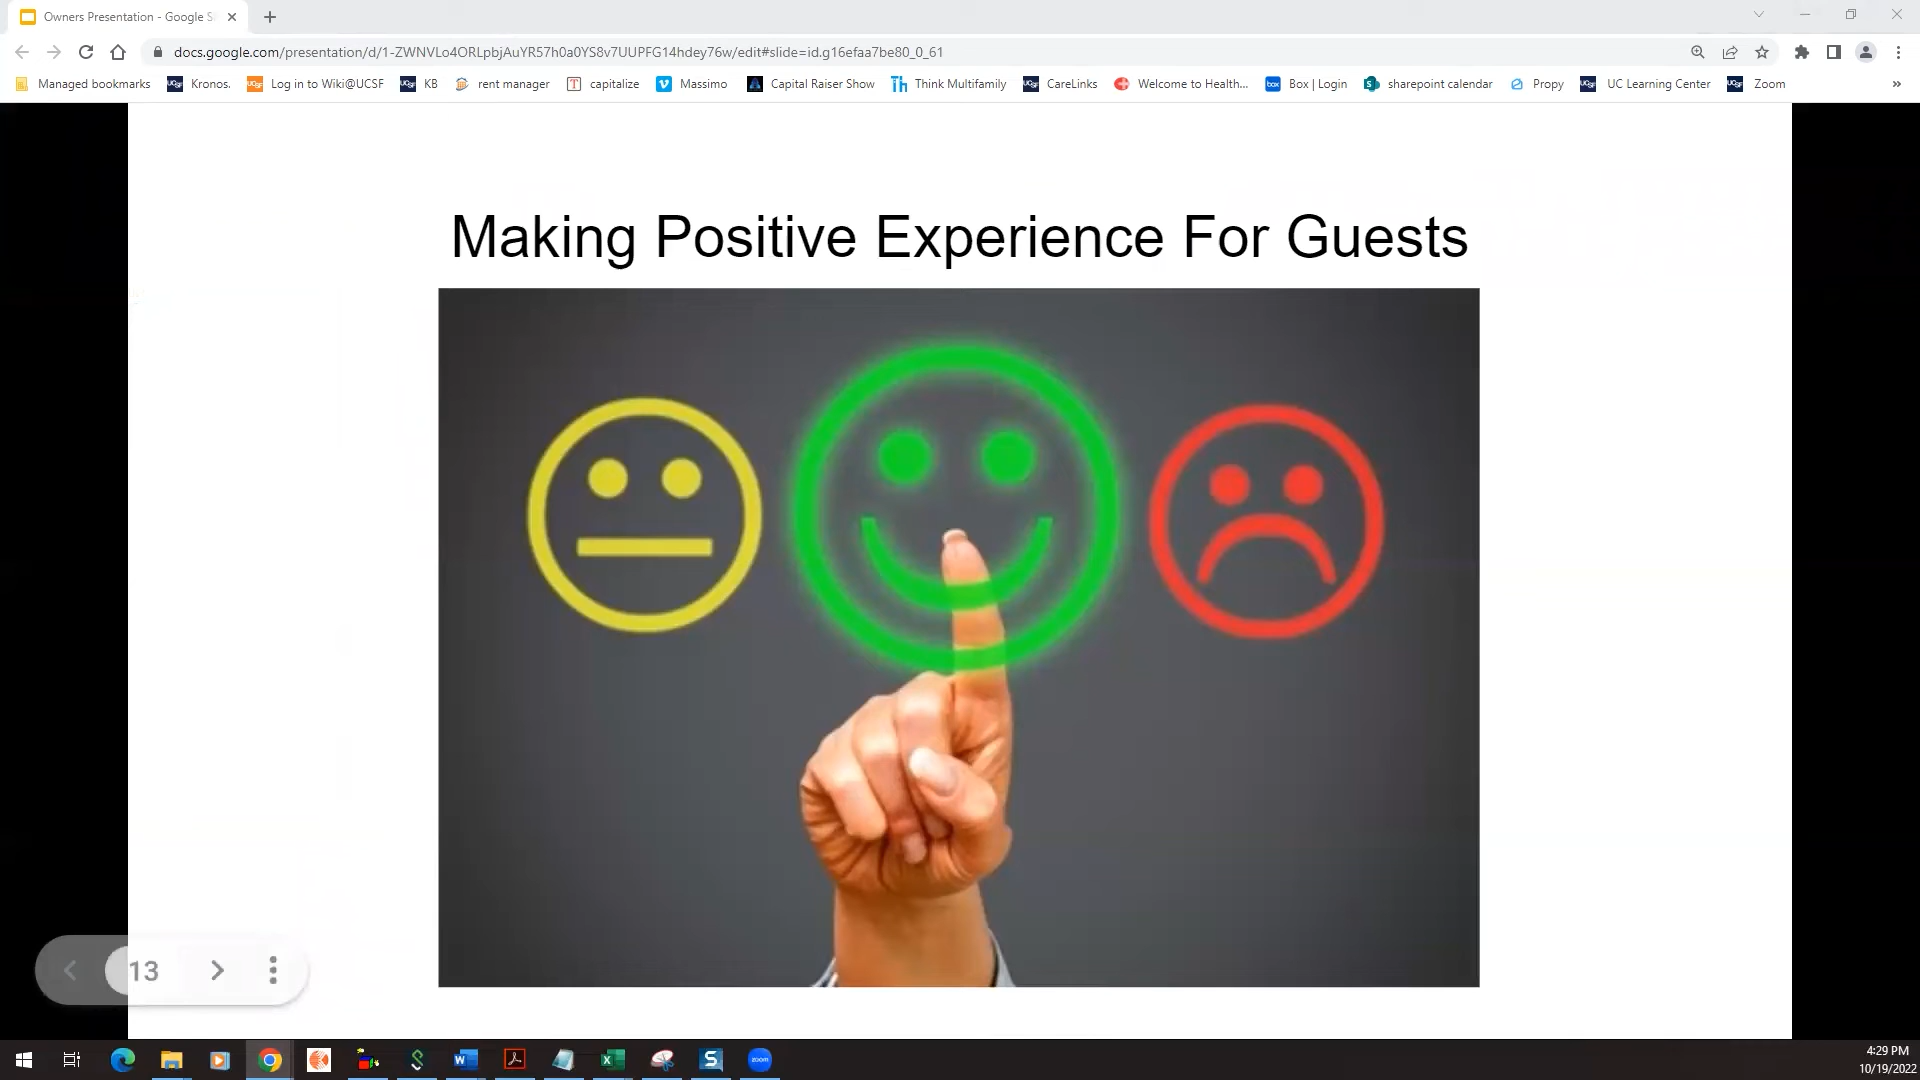 Owners Presentation - Google S
docs.google.com/presentation/d/1-ZWNVLo4ORLpbjAuYR57h0a0YS8v7UUPFG14hdey76w/edit#slide=id.g16efaa7be80_0_61
Managed bookmarks Kronos. Log in to Wiki@UCSF KB rent manager capitalize Massimo Capital Raiser Show Think Multifamily CareLinks Welcome to Health... Box | Login sharepoint calendar Propy UC Learning Center Zoom »
Making Positive Experience For Guests
13
4:29 PM
10/19/2022